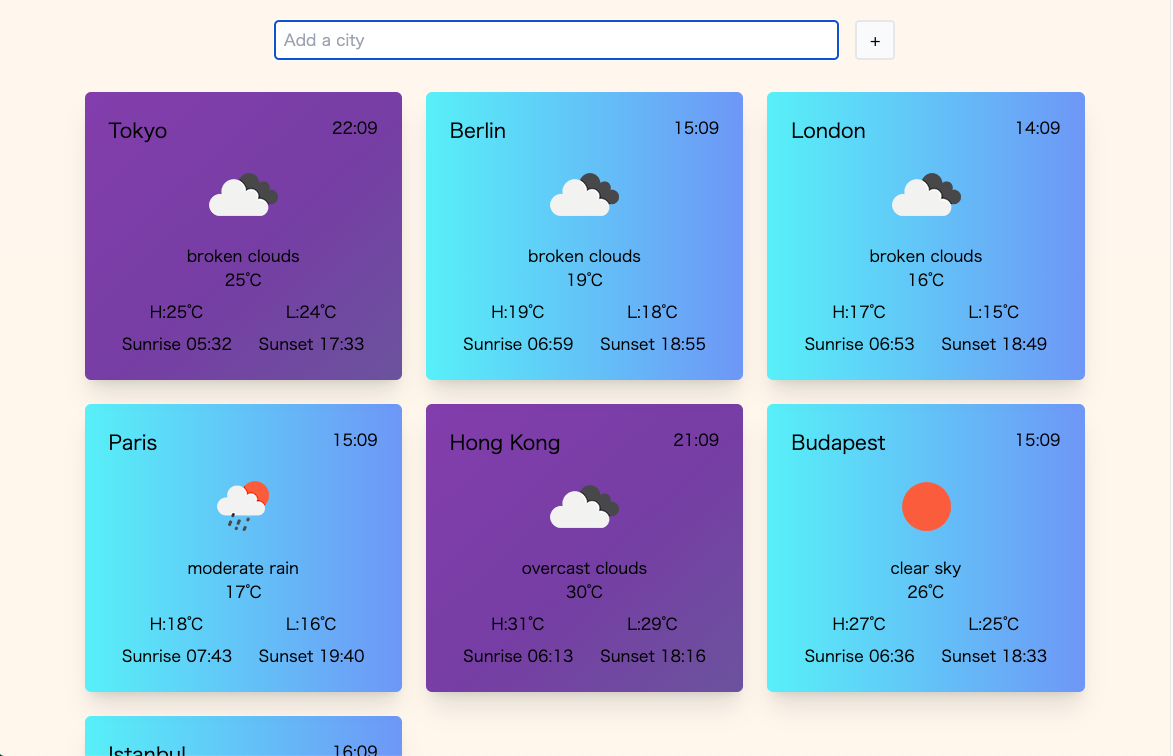 Add a city
+
Tokyo 22:09
broken clouds
25°C
H:25°C L:24°C
Sunrise 05:32 Sunset 17:33
Berlin 15:09
broken clouds
19°C
H:19°C L:18°C
Sunrise 06:59 Sunset 18:55
London 14:09
broken clouds
16°C
H:17°C L:15°C
Sunrise 06:53 Sunset 18:49
Paris 15:09
moderate rain
17°C
H:18°C L:16°C
Sunrise 07:43 Sunset 19:40
Hong Kong 21:09
overcast clouds
30°C
H:31°C L:29°C
Sunrise 06:13 Sunset 18:16
Budapest 15:09
clear sky
26°C
H:27°C L:25°C
Sunrise 06:36 Sunset 18:33
Istanbul 16:09